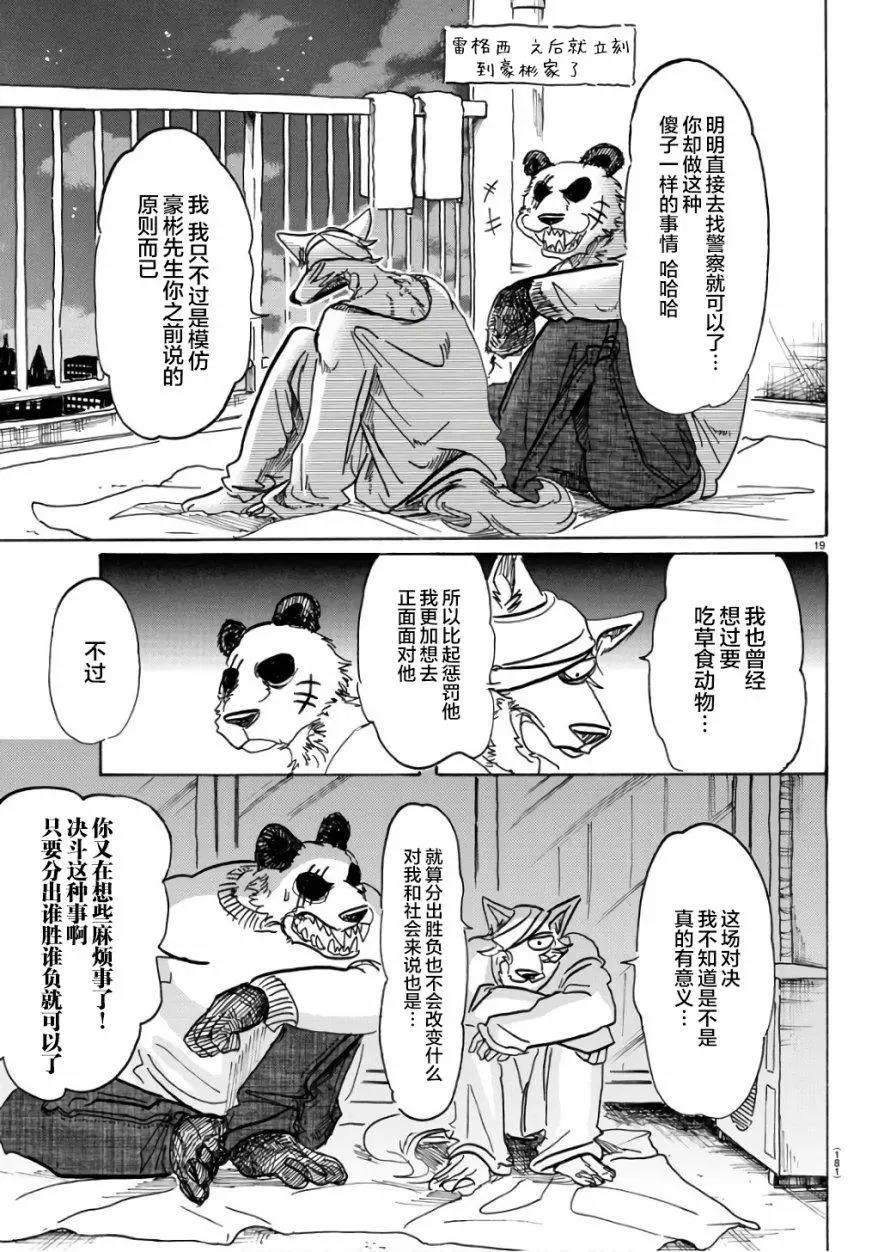 雷格西 之后就立刻
到豪彬家了
明明直接去找警察就可以了…
你却做这种
傻子一样的事情 哈哈哈
我 我只不过是模仿
豪彬先生你之前说的
原则而已
19
我也曾经
想过要
吃草食动物…
所以比起惩罚他
我更加想去
正面面对他
不过
这场对决
我不知道是不是
真的有意义…
就算分出胜负也不会改变什么
对我和社会来说也是…
你又在想些麻烦事了!
决斗这种事啊
只要分出谁胜谁负就可以了
(181)